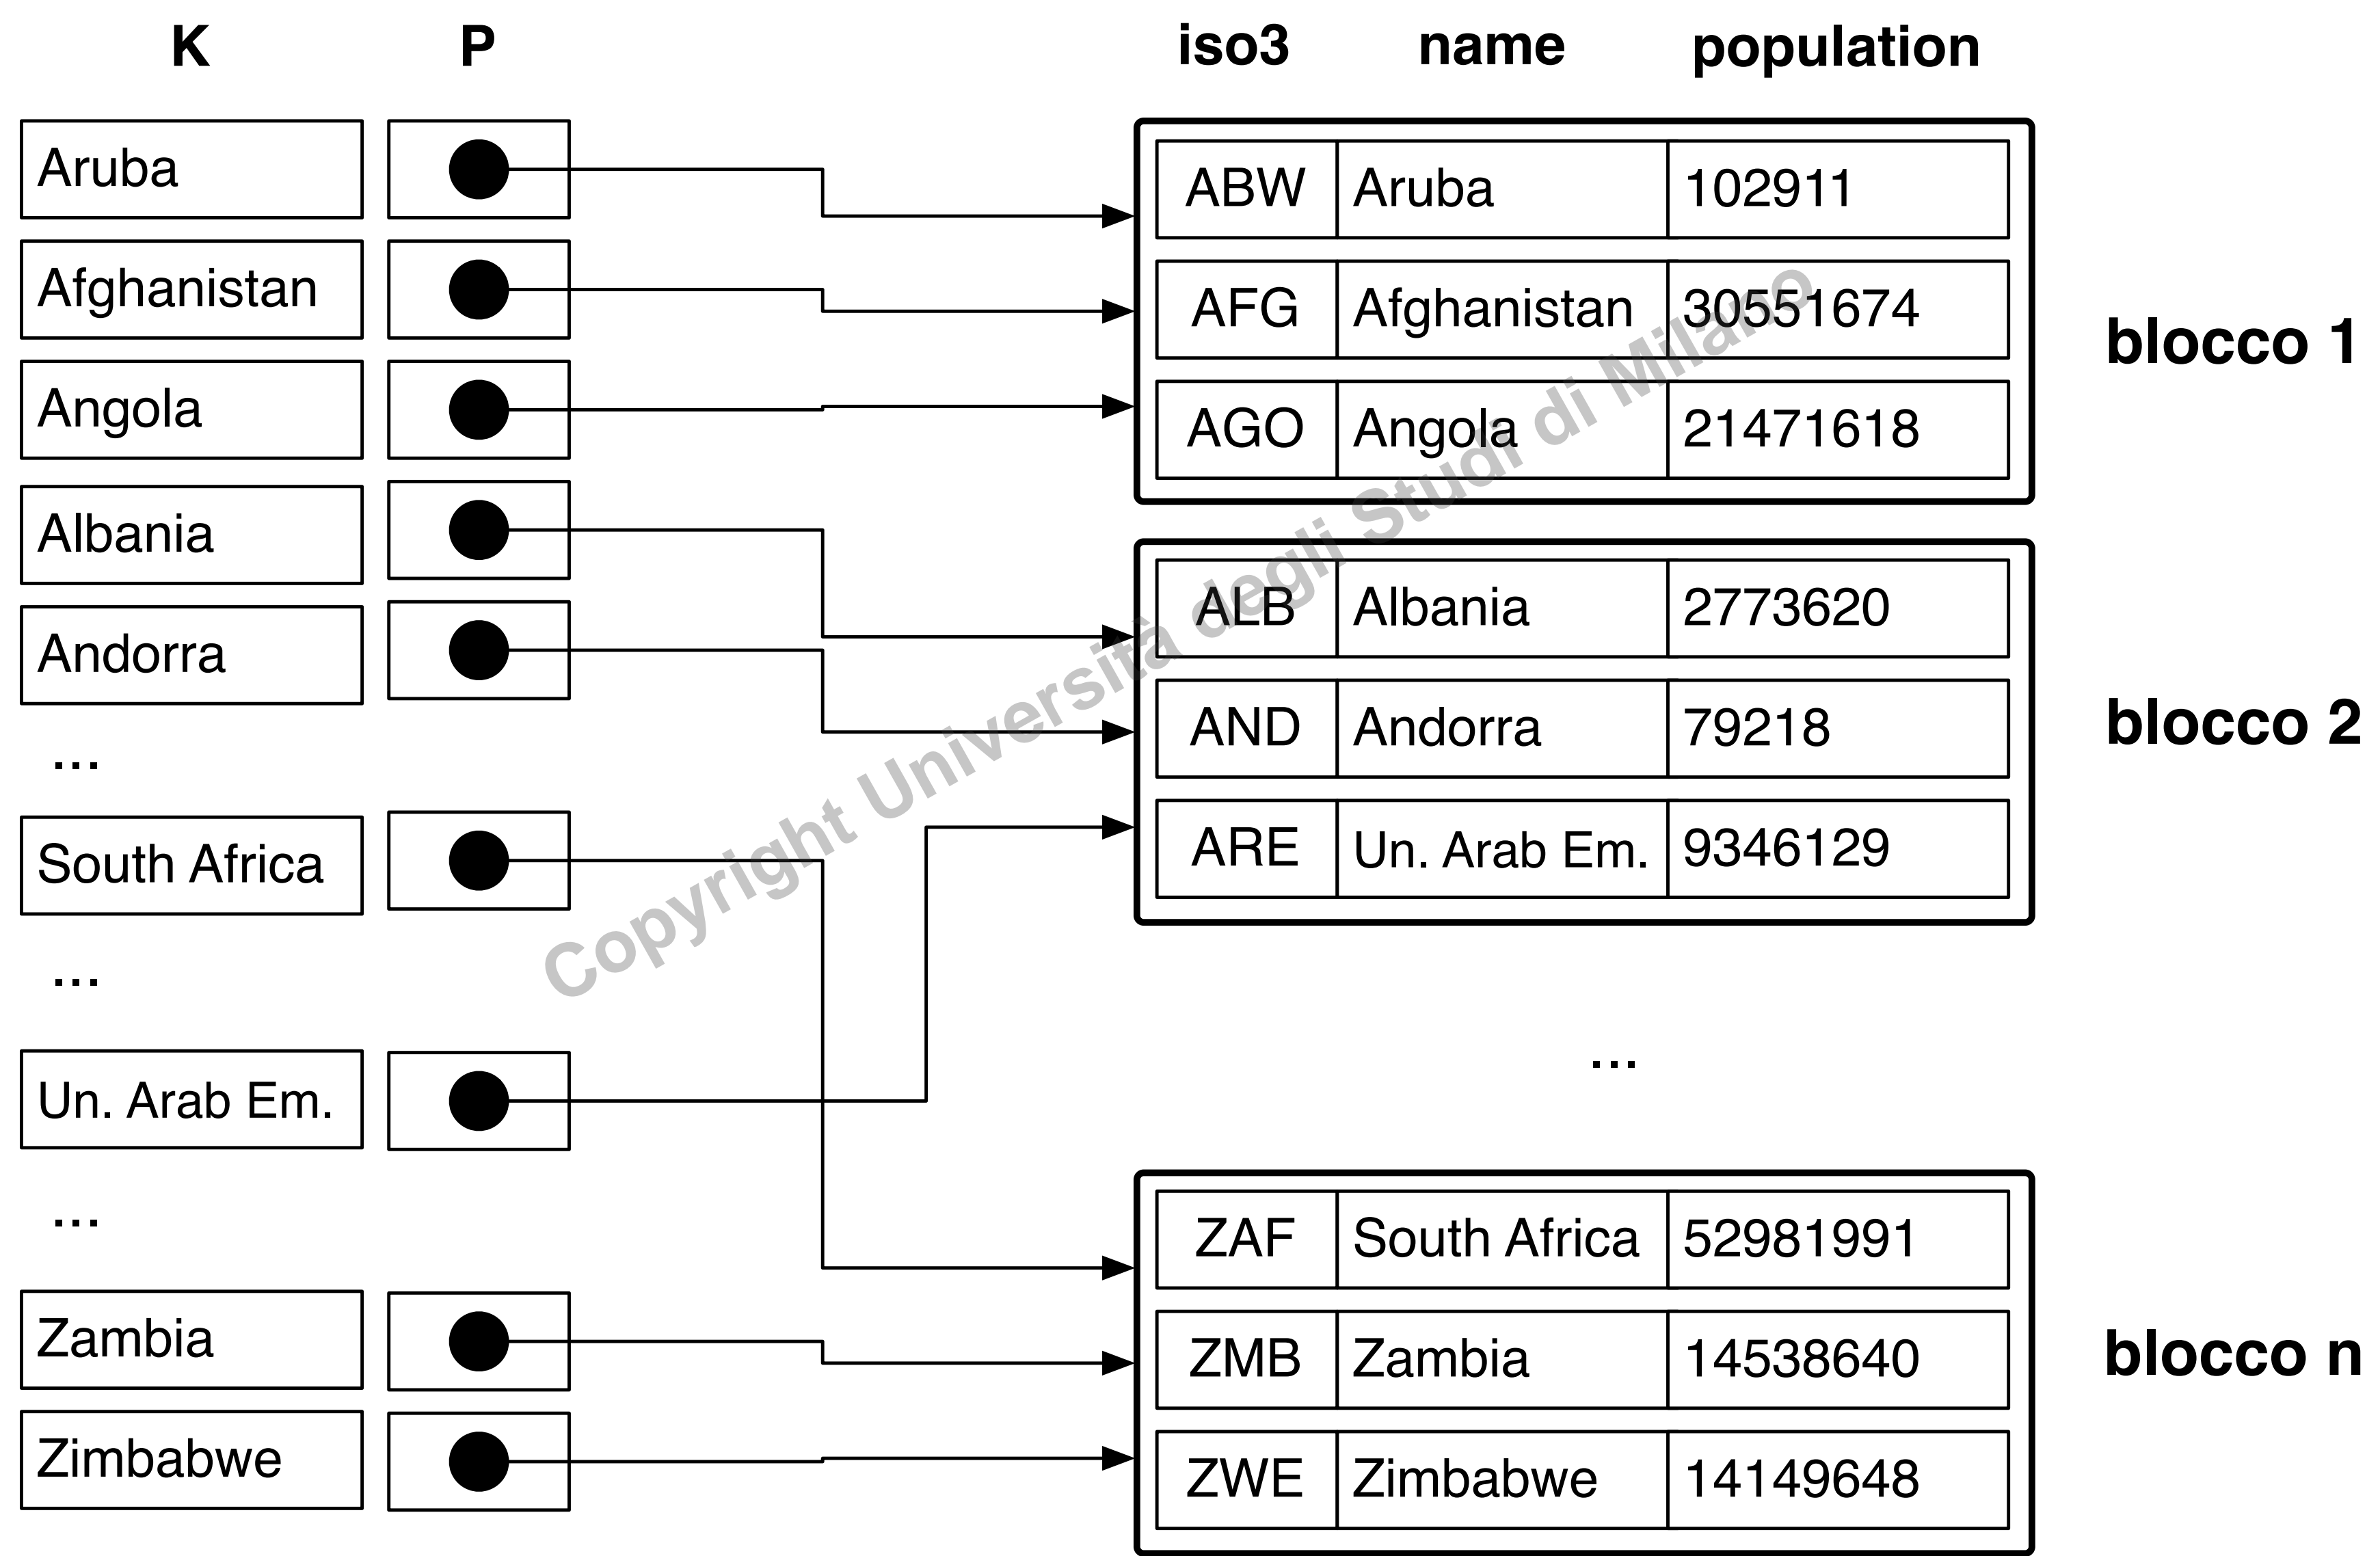 K P iso3 name population
Aruba
Afghanistan
Angola
Albania
Andorra
...
South Africa
...
Un. Arab Em.
...
Zambia
Zimbabwe
ABW Aruba 102911
AFG Afghanistan 30551674
AGO Angola 21471618
blocco 1
ALB Albania 2773620
AND Andorra 79218
ARE Un. Arab Em. 9346129
blocco 2
...
ZAF South Africa 52981991
ZMB Zambia 14538640
ZWE Zimbabwe 14149648
blocco n
Copyright Università degli Studi di Milano